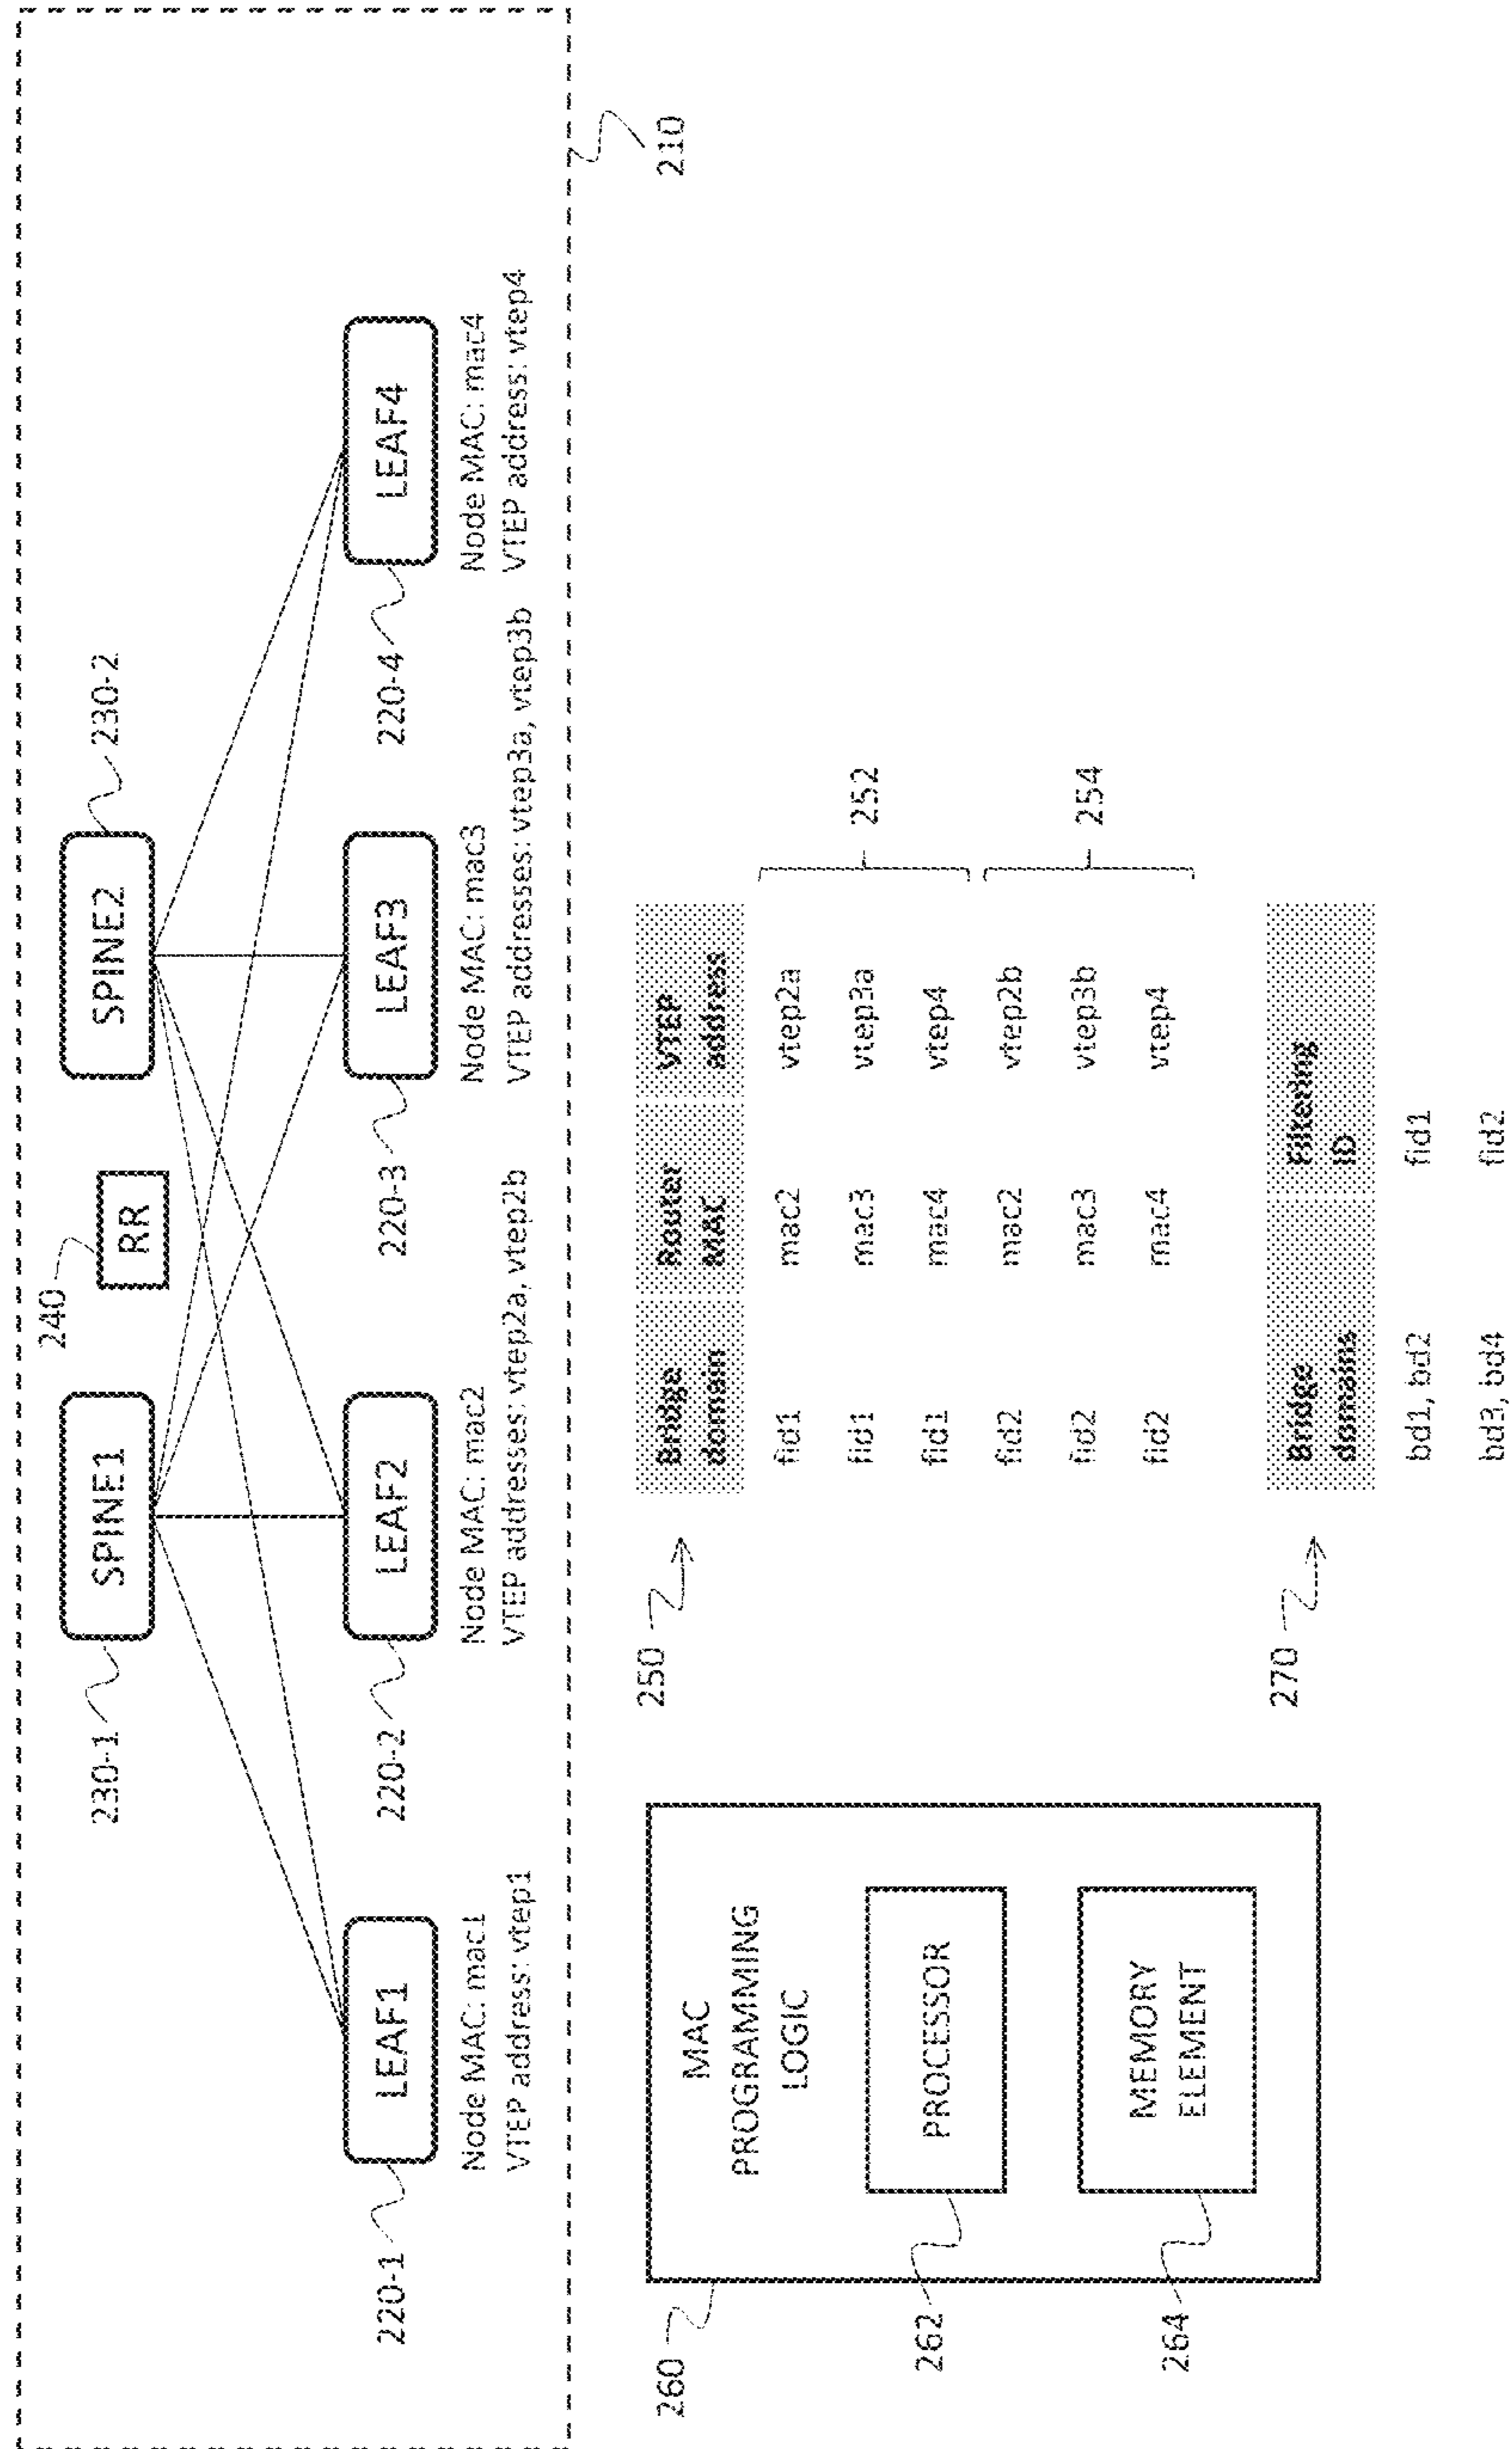 240
RR
230-1
SPINE1
SPINE2
230-2
220-1
LEAF1
220-2
LEAF2
220-3
LEAF3
220-4
LEAF4
Node MAC: mac1
VTEP address: vtep1
Node MAC: mac2
VTEP addresses: vtep2a, vtep2b
Node MAC: mac3
VTEP addresses: vtep3a, vtep3b
Node MAC: mac4
VTEP address: vtep4
210
260
MAC
PROGRAMMING
LOGIC
262
PROCESSOR
264
MEMORY
ELEMENT
250
Bridge domain Router MAC VTEP address
fid1 mac2 vtep2a
fid1 mac3 vtep3a
fid1 mac4 vtep4
252
fid2 mac2 vtep2b
fid2 mac3 vtep3b
fid2 mac4 vtep4
254
270
Bridge domains Filtering ID
bd1, bd2 fid1
bd3, bd4 fid2